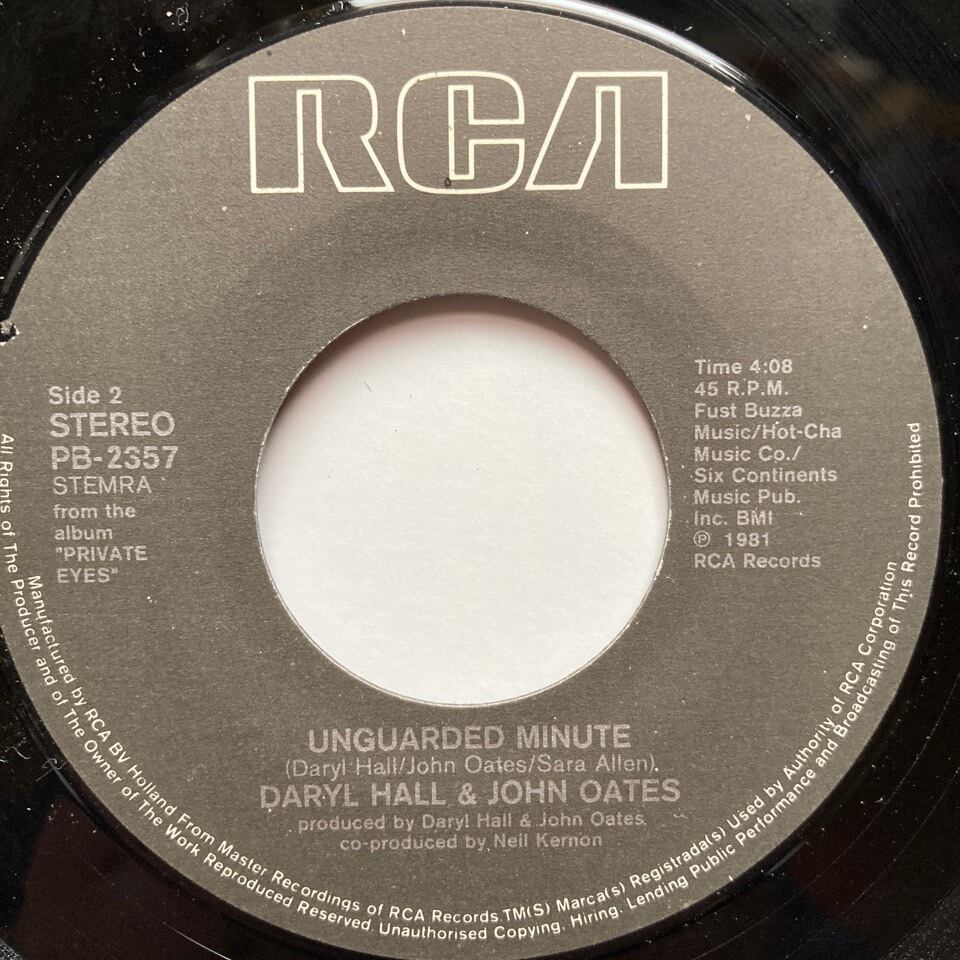 RCA
Side 2
STEREO
PB-2357
STEMRA
from the
album
"PRIVATE
EYES"
Time 4:08
45 R.P.M.
Fust Buzza
Music/Hot-Cha
Music Co./
Six Continents
Music Pub.
Inc. BMI
℗ 1981
RCA Records
UNGUARDED MINUTE
(Daryl Hall/John Oates/Sara Allen).
DARYL HALL & JOHN OATES
produced by Daryl Hall & John Oates
co-produced by Neil Kernon
Manufactured by RCA BV Holland From Master Recordings of RCA Records.TM(S) Marca(s) Registrada(s) Used by Authority of RCA Corporation
All Rights of The Producer and of The Owner of The Work Reproduced Reserved. Unauthorised Copying, Hiring, Lending Public Performance and Broadcasting of This Record Prohibited